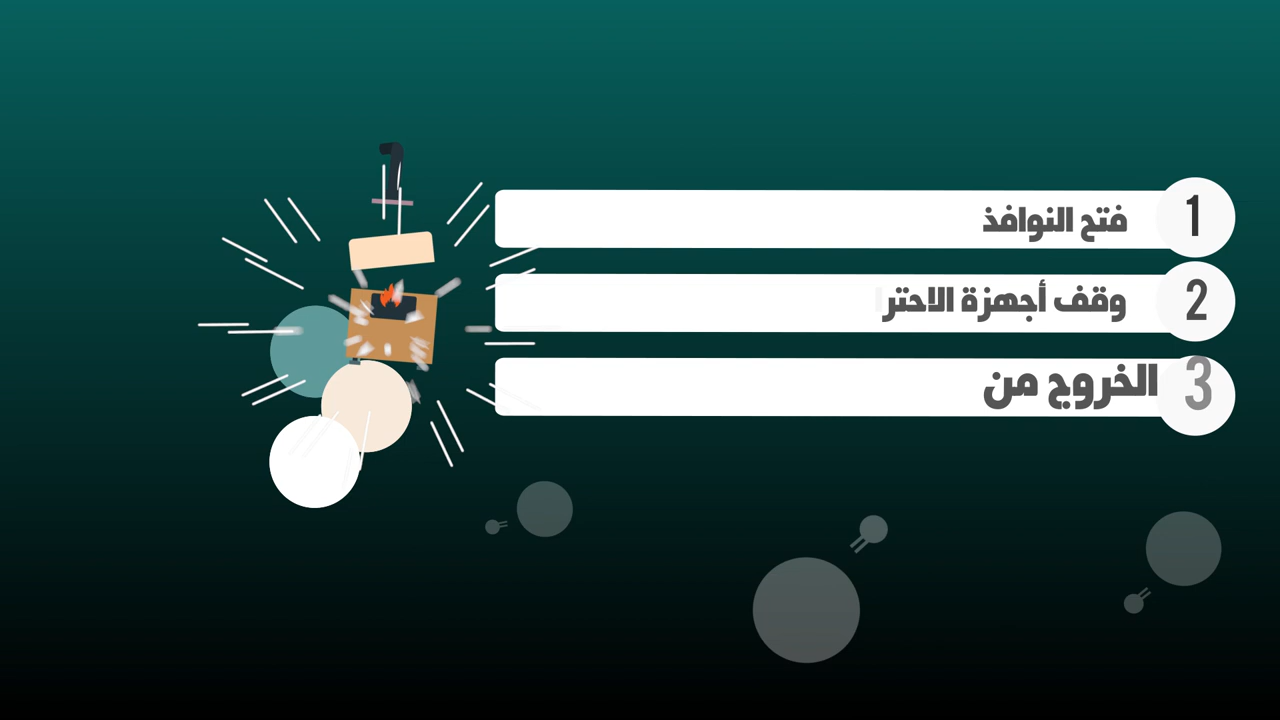 1 فتح النوافذ
2 وقف أجهزة الاحتر
3 الخروج من